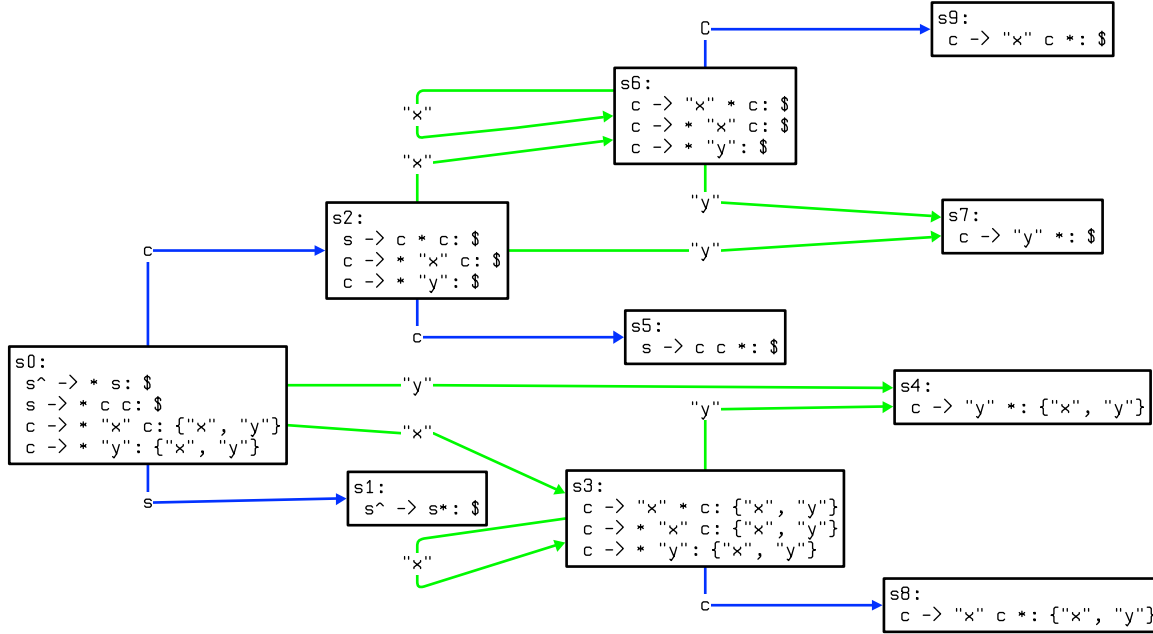 C
s9:
c -> "x" c *: $
s6:
c -> "x" * c: $
c -> * "x" c: $
c -> * "y": $
"x"
"x"
"y"
s7:
c -> "y" *: $
s2:
s -> c * c: $
c -> * "x" c: $
c -> * "y": $
c
"y"
c
s5:
s -> c c *: $
s0:
s^ -> * s: $
s -> * c c: $
c -> * "x" c: {"x", "y"}
c -> * "y": {"x", "y"}
"y"
s4:
c -> "y" *: {"x", "y"}
"y"
"x"
s
s1:
s^ -> s*: $
s3:
c -> "x" * c: {"x", "y"}
c -> * "x" c: {"x", "y"}
c -> * "y": {"x", "y"}
"x"
c
s8:
c -> "x" c *: {"x", "y"}